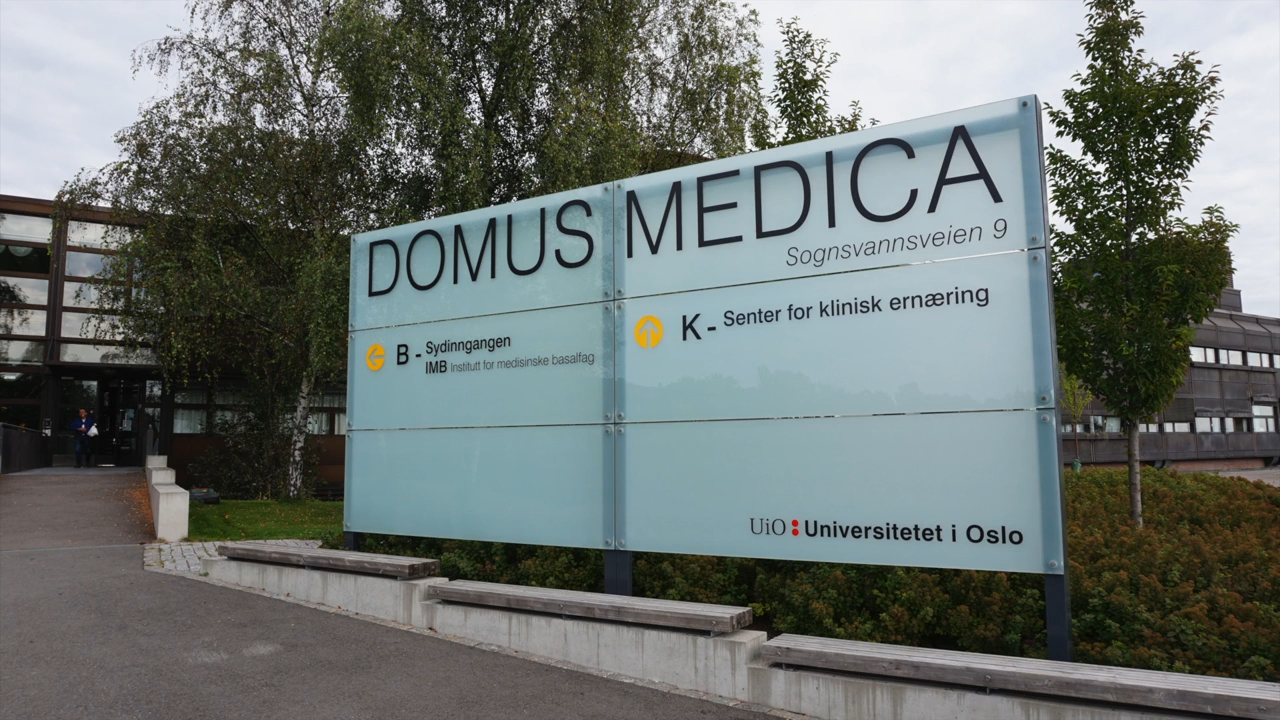 DOMUS MEDICA
Sognsvannsveien 9
B - Sydinngangen
IMB Institutt for medisinske basalfag
K - Senter for klinisk ernæring
UiO : Universitetet i Oslo